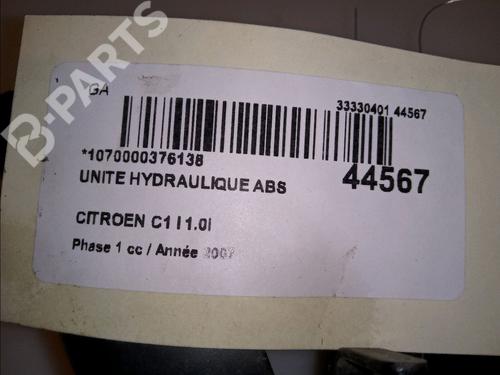 B-PARTS
GA
33330401 44567
*1070000376138
44567
UNITE HYDRAULIQUE ABS
CITROEN C1 I 1.0i
Phase 1 cc / Année 2007